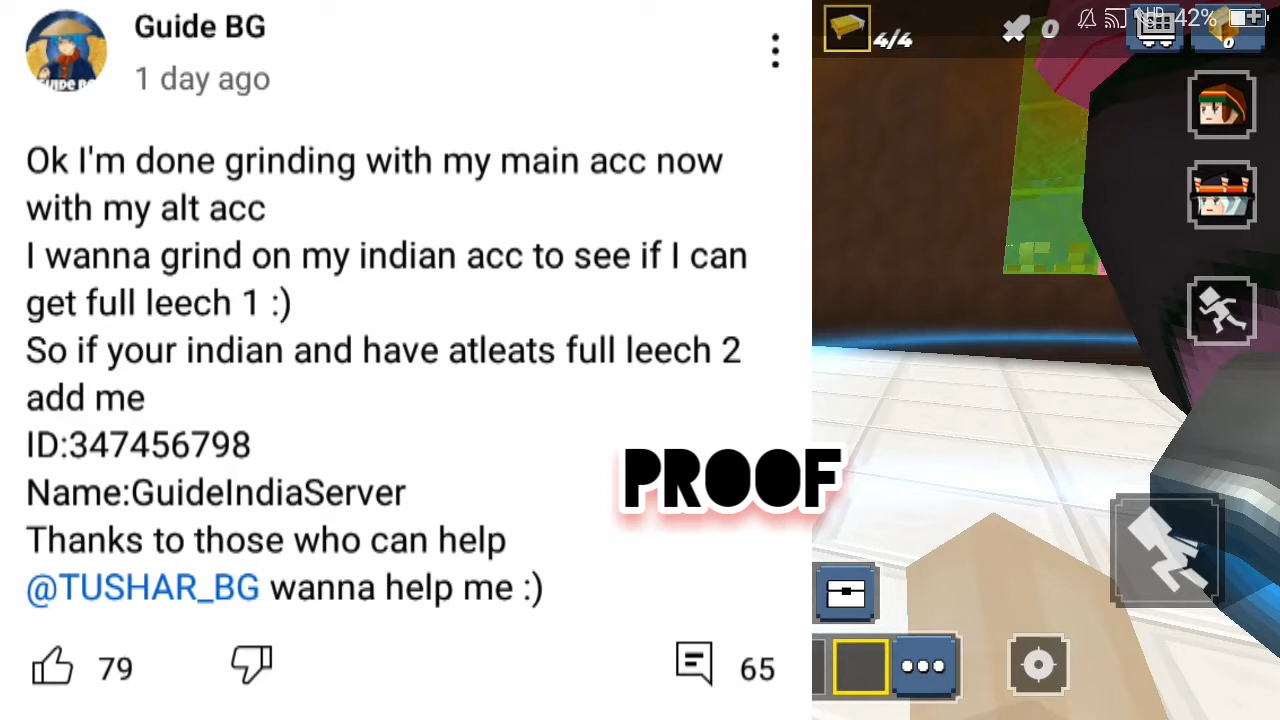 Guide BG
1 day ago
Ok I'm done grinding with my main acc now
with my alt acc
I wanna grind on my indian acc to see if I can
get full leech 1 :)
So if your indian and have atleats full leech 2
add me
ID:347456798
Name:GuideIndiaServer
Thanks to those who can help
@TUSHAR_BG wanna help me :)
79
65
PROOF
4/4
0
42%
0